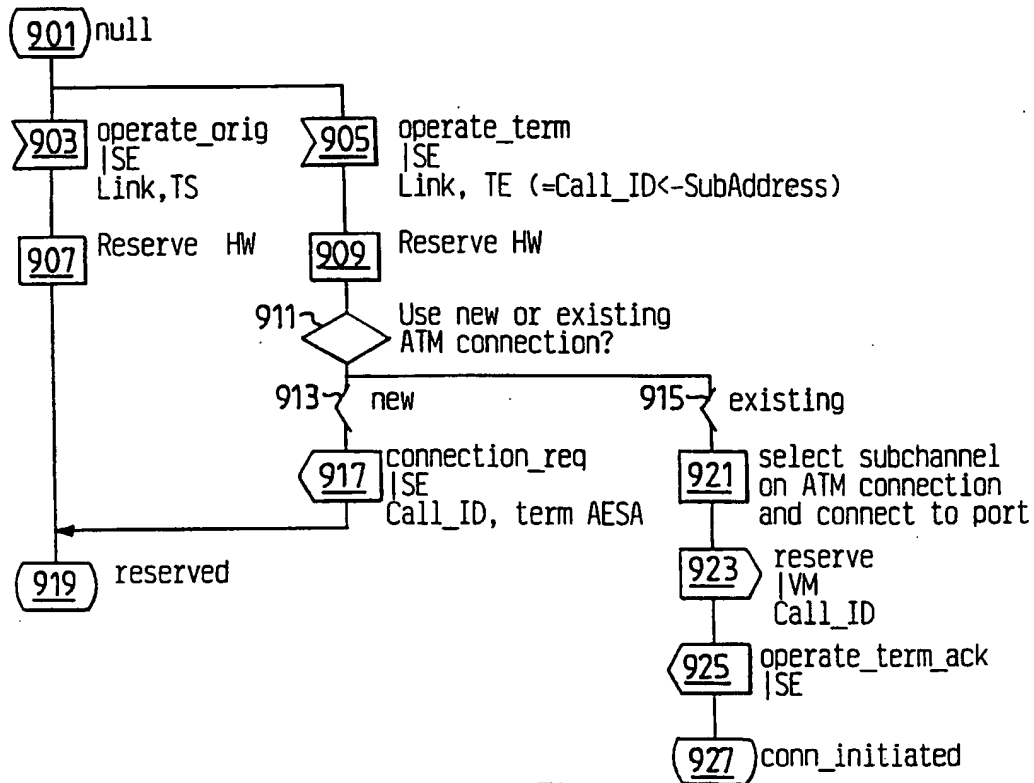 901 null
903 operate_orig
|SE
Link,TS
905 operate_term
|SE
Link, TE (=Call_ID<-SubAddress)
907 Reserve HW
909 Reserve HW
911 Use new or existing
ATM connection?
913 new
915 existing
917 connection_req
|SE
Call_ID, term AESA
921 select subchannel
on ATM connection
and connect to port
919 reserved
923 reserve
|VM
Call_ID
925 operate_term_ack
|SE
927 conn_initiated